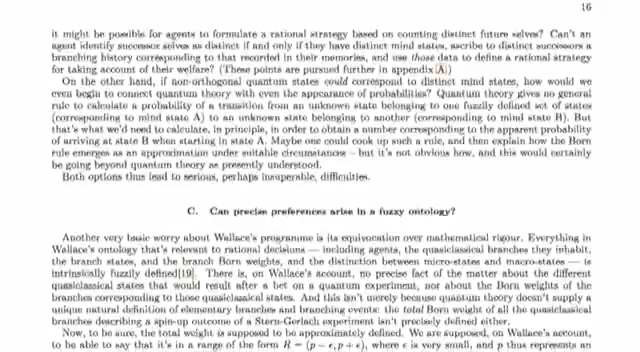 16
it might be possible for agents to formulate a rational strategy based on counting distinct future selves? Can't an
agent identify successor selves as distinct if and only if they have distinct mind states, ascribe to distinct successors a
branching history corresponding to that recorded in their memories, and use those data to define a rational strategy
for taking account of their welfare? (These points are pursued further in appendix A.)
On the other hand, if non-orthogonal quantum states could correspond to distinct mind states, how would we
even begin to connect quantum theory with even the appearance of probabilities? Quantum theory gives no general
rule to calculate a probability of a transition from an unknown state belonging to one fuzzily defined set of states
(corresponding to mind state A) to an unknown state belonging to another (corresponding to mind state B). But
that's what we'd need to calculate, in principle, in order to obtain a number corresponding to the apparent probability
of arriving at state B when starting in state A. Maybe one could cook up such a rule, and then explain how the Born
rule emerges as an approximation under suitable circumstances – but it's not obvious how, and this would certainly
be going beyond quantum theory as presently understood.
Both options thus lead to serious, perhaps insuperable, difficulties.
C. Can precise preferences arise in a fuzzy ontology?
Another very basic worry about Wallace's programme is its equivocation over mathematical rigour. Everything in
Wallace's ontology that's relevant to rational decisions — including agents, the quasiclassical branches they inhabit,
the branch states, and the branch Born weights, and the distinction between micro-states and macro-states — is
intrinsically fuzzily defined[19]. There is, on Wallace's account, no precise fact of the matter about the different
quasiclassical states that would result after a bet on a quantum experiment, nor about the Born weights of the
branches corresponding to those quasiclassical states. And this isn't merely because quantum theory doesn't supply a
unique natural definition of elementary branches and branching events: the total Born weight of all the quasiclassical
branches describing a spin-up outcome of a Stern-Gerlach experiment isn't precisely defined either.
Now, to be sure, the total weight is supposed to be approximately defined. We are supposed, on Wallace's account,
to be able to say that it's in a range of the form R = (p − ϵ, p + ϵ), where ϵ is very small, and p thus represents an